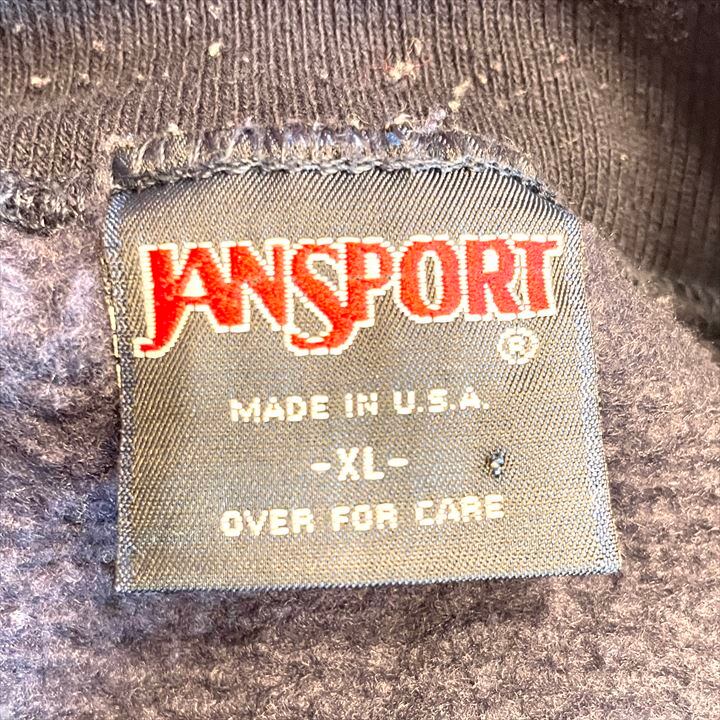 JANSPORT
®
MADE IN U.S.A.
-XL-
OVER FOR CARE